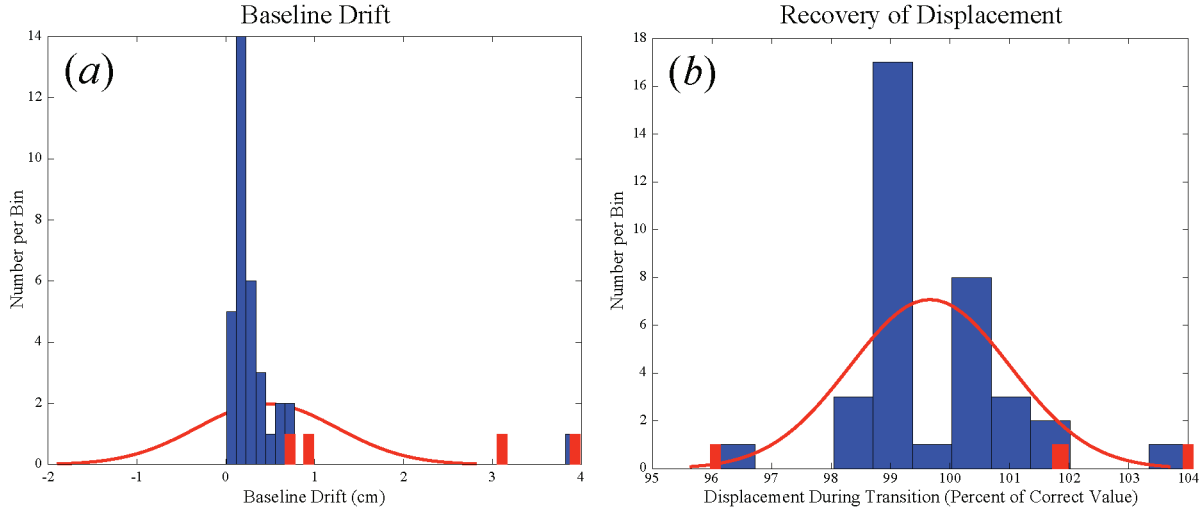 Baseline Drift
(a)
14
12
10
8
6
4
2
0
-2 -1 0 1 2 3 4
Number per Bin
Baseline Drift (cm)
Recovery of Displacement
(b)
18
16
14
12
10
8
6
4
2
0
95 96 97 98 99 100 101 102 103 104
Number per Bin
Displacement During Transition (Percent of Correct Value)